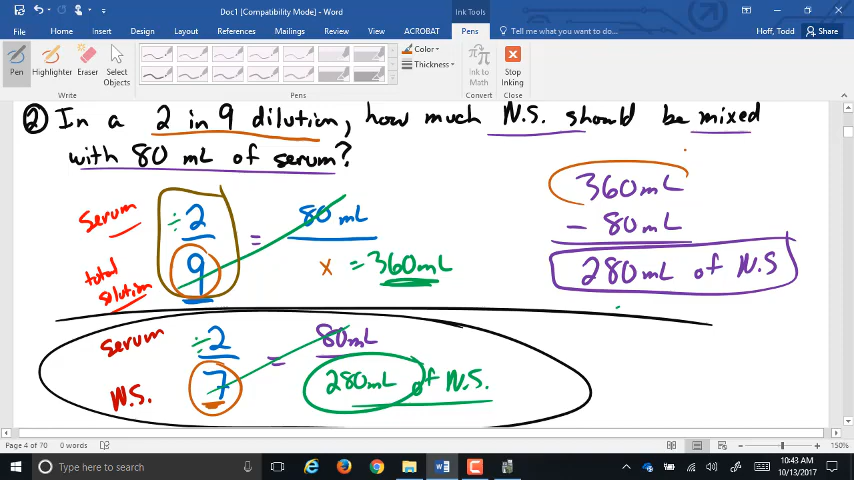 Doc1 [Compatibility Mode] - Word
Ink Tools
Hoff, Todd
File Home Insert Design Layout References Mailings Review View ACROBAT Pens Tell me what you want to do... Share
Pen Highlighter Eraser Select Objects
Color
Thickness
Ink to Math
Stop Inking
Write Pens Convert Close
② In a 2 in 9 dilution, how much N.S. should be mixed
with 80 mL of serum?
serum ÷ 2 = 80 mL
total solution 9 x = 360mL
360mL
- 80mL
280mL of N.S
serum ÷ 2 = 80mL
N.S. 7 280mL of N.S.
Page 4 of 70 0 words 150%
Type here to search
10:43 AM
10/13/2017